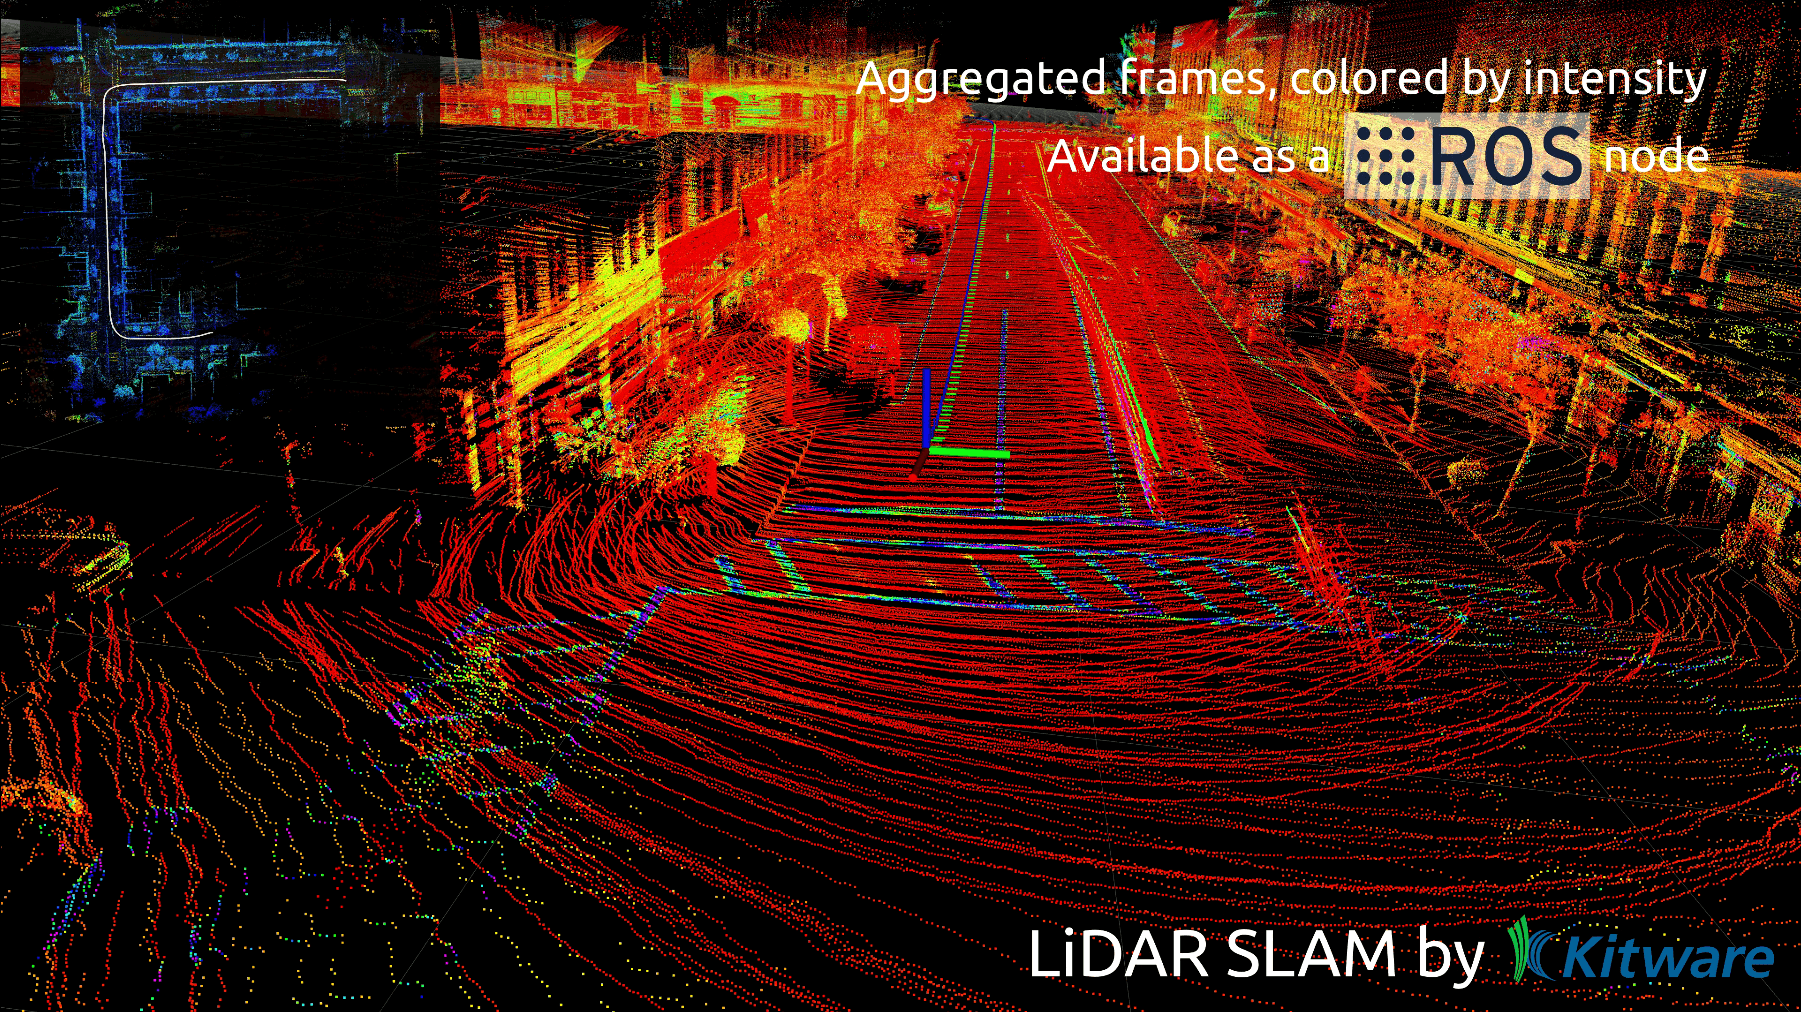 Aggregated frames, colored by intensity
Available as a ROS node
LiDAR SLAM by Kitware